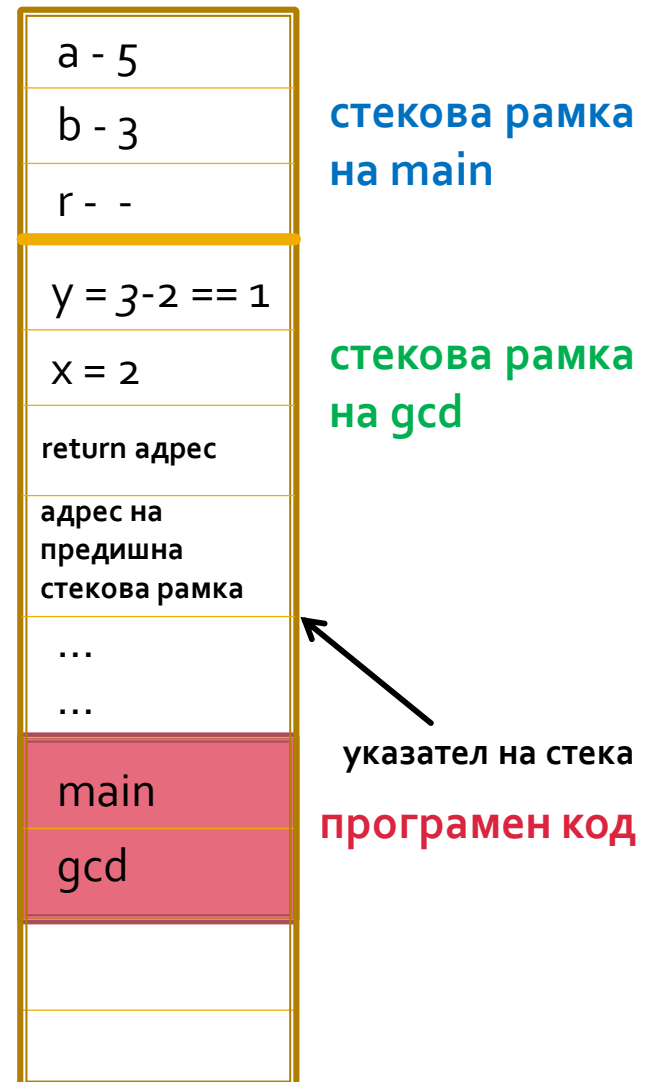 a - 5
b - 3
r - -
стекова рамка
на main
y = 3-2 == 1
x = 2
return адрес
адрес на
предишна
стекова рамка
стекова рамка
на gcd
...
...
указател на стека
main
gcd
програмен код